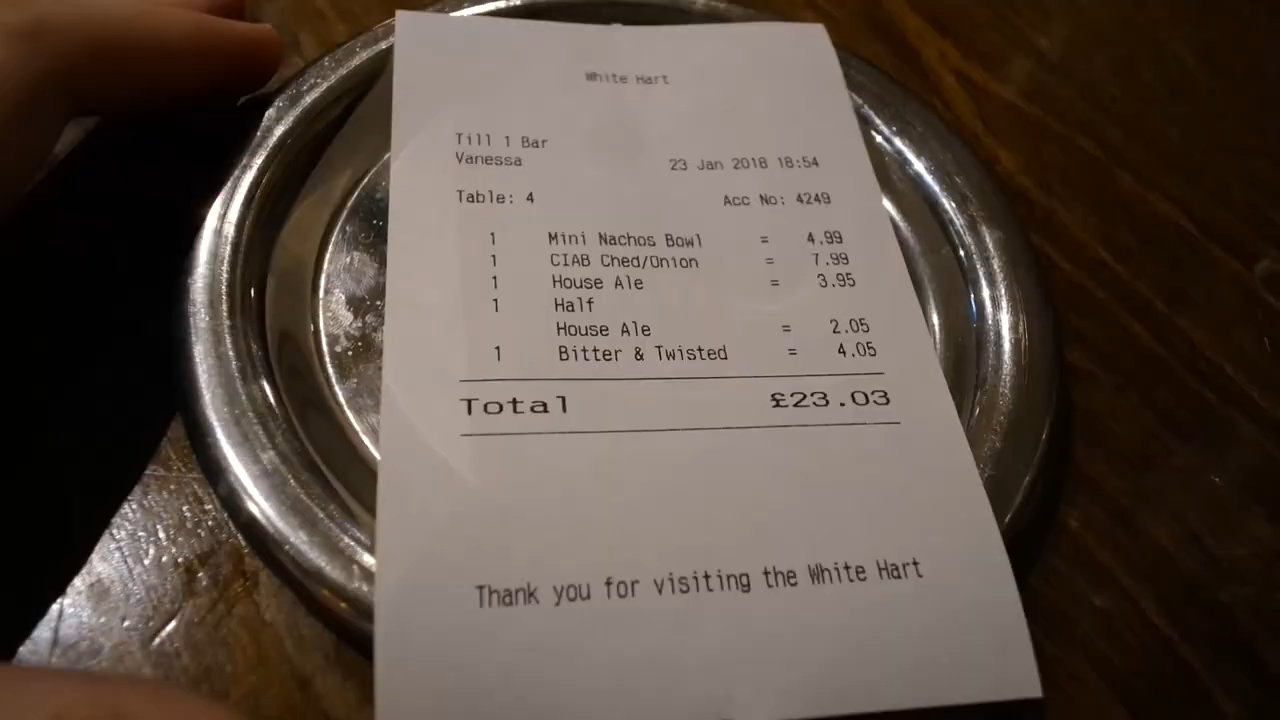 White Hart
Till 1 Bar
Vanessa 23 Jan 2018 18:54
Table: 4 Acc No: 4249
1 Mini Nachos Bowl = 4.99
1 CIAB Ched/Onion = 7.99
1 House Ale = 3.95
1 Half
House Ale = 2.05
1 Bitter & Twisted = 4.05
Total £23.03
Thank you for visiting the White Hart